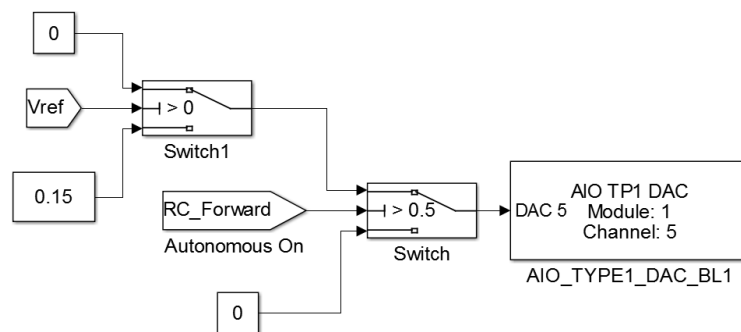 0
Vref
> 0
Switch1
0.15
RC_Forward
Autonomous On
> 0.5
Switch
0
DAC 5
AIO TP1 DAC
Module: 1
Channel: 5
AIO_TYPE1_DAC_BL1